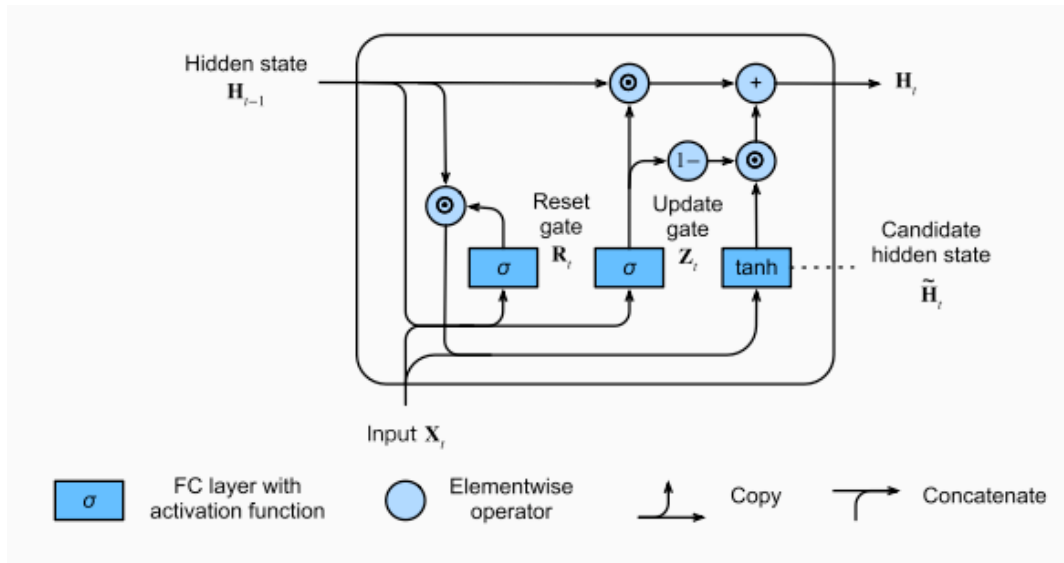 Hidden state
H_{t−1}
⊙
+
H_t
1−
⊙
⊙
Reset
gate
R_t
Update
gate
Z_t
σ
σ
tanh
Candidate
hidden state
H̃_t
Input X_t
σ
FC layer with
activation function
Elementwise
operator
Copy
Concatenate